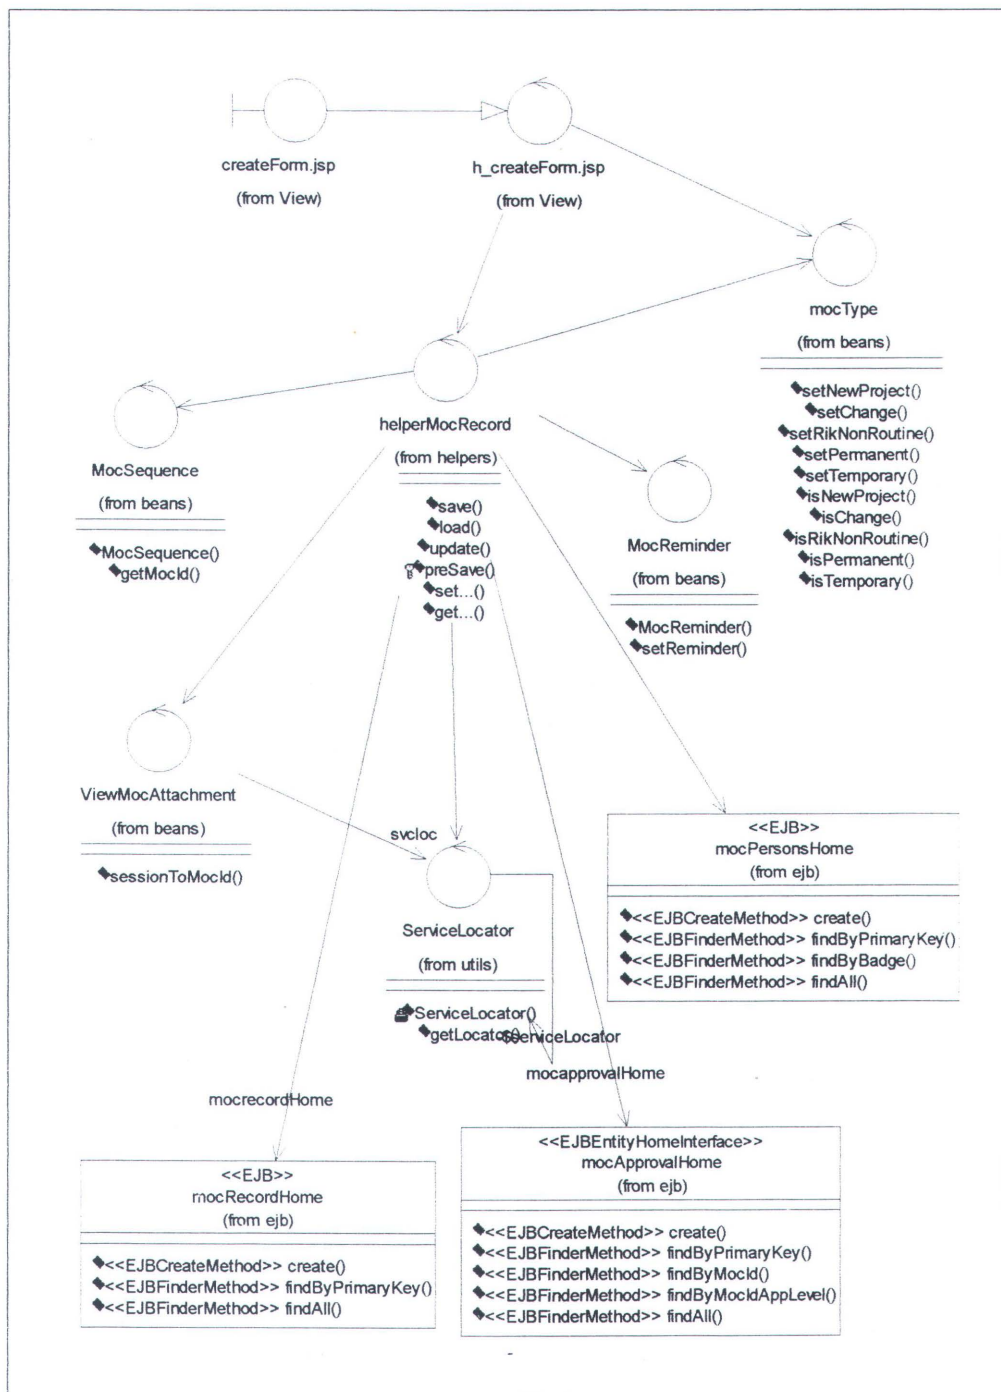 createForm.jsp
(from View)
h_createForm.jsp
(from View)
mocType
(from beans)
setNewProject()
setChange()
setRikNonRoutine()
setPermanent()
setTemporary()
isNewProject()
isChange()
isRikNonRoutine()
isPermanent()
isTemporary()
helperMocRecord
(from helpers)
save()
load()
update()
preSave()
set...()
get...()
MocSequence
(from beans)
MocSequence()
getMocId()
MocReminder
(from beans)
MocReminder()
setReminder()
ViewMocAttachment
(from beans)
sessionToMocId()
svcloc
ServiceLocator
(from utils)
ServiceLocator()
getLocator()
-$serviceLocator
mocapprovalHome
<<EJB>>
mocPersonsHome
(from ejb)
<<EJBCreateMethod>> create()
<<EJBFinderMethod>> findByPrimaryKey()
<<EJBFinderMethod>> findByBadge()
<<EJBFinderMethod>> findAll()
mocrecordHome
<<EJB>>
mocRecordHome
(from ejb)
<<EJBCreateMethod>> create()
<<EJBFinderMethod>> findByPrimaryKey()
<<EJBFinderMethod>> findAll()
<<EJBEntityHomeInterface>>
mocApprovalHome
(from ejb)
<<EJBCreateMethod>> create()
<<EJBFinderMethod>> findByPrimaryKey()
<<EJBFinderMethod>> findByMocId()
<<EJBFinderMethod>> findByMocIdAppLevel()
<<EJBFinderMethod>> findAll()